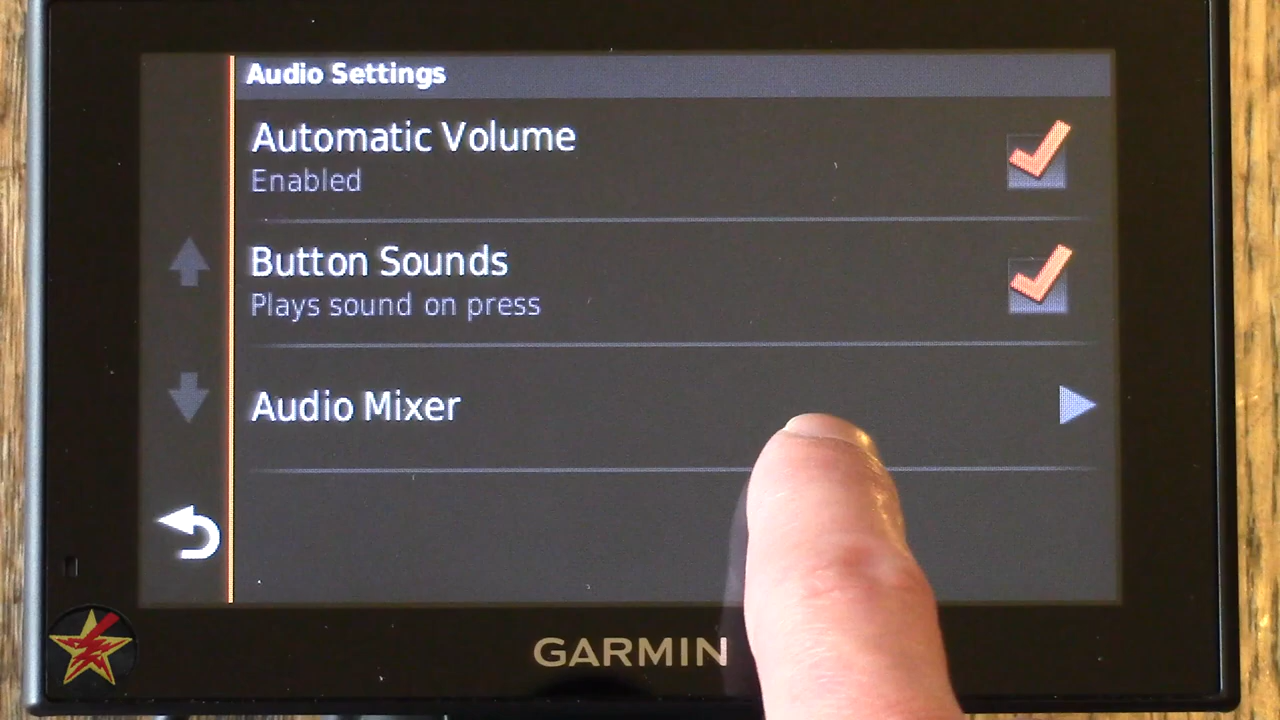 Audio Settings
Automatic Volume
Enabled
Button Sounds
Plays sound on press
Audio Mixer
GARMIN